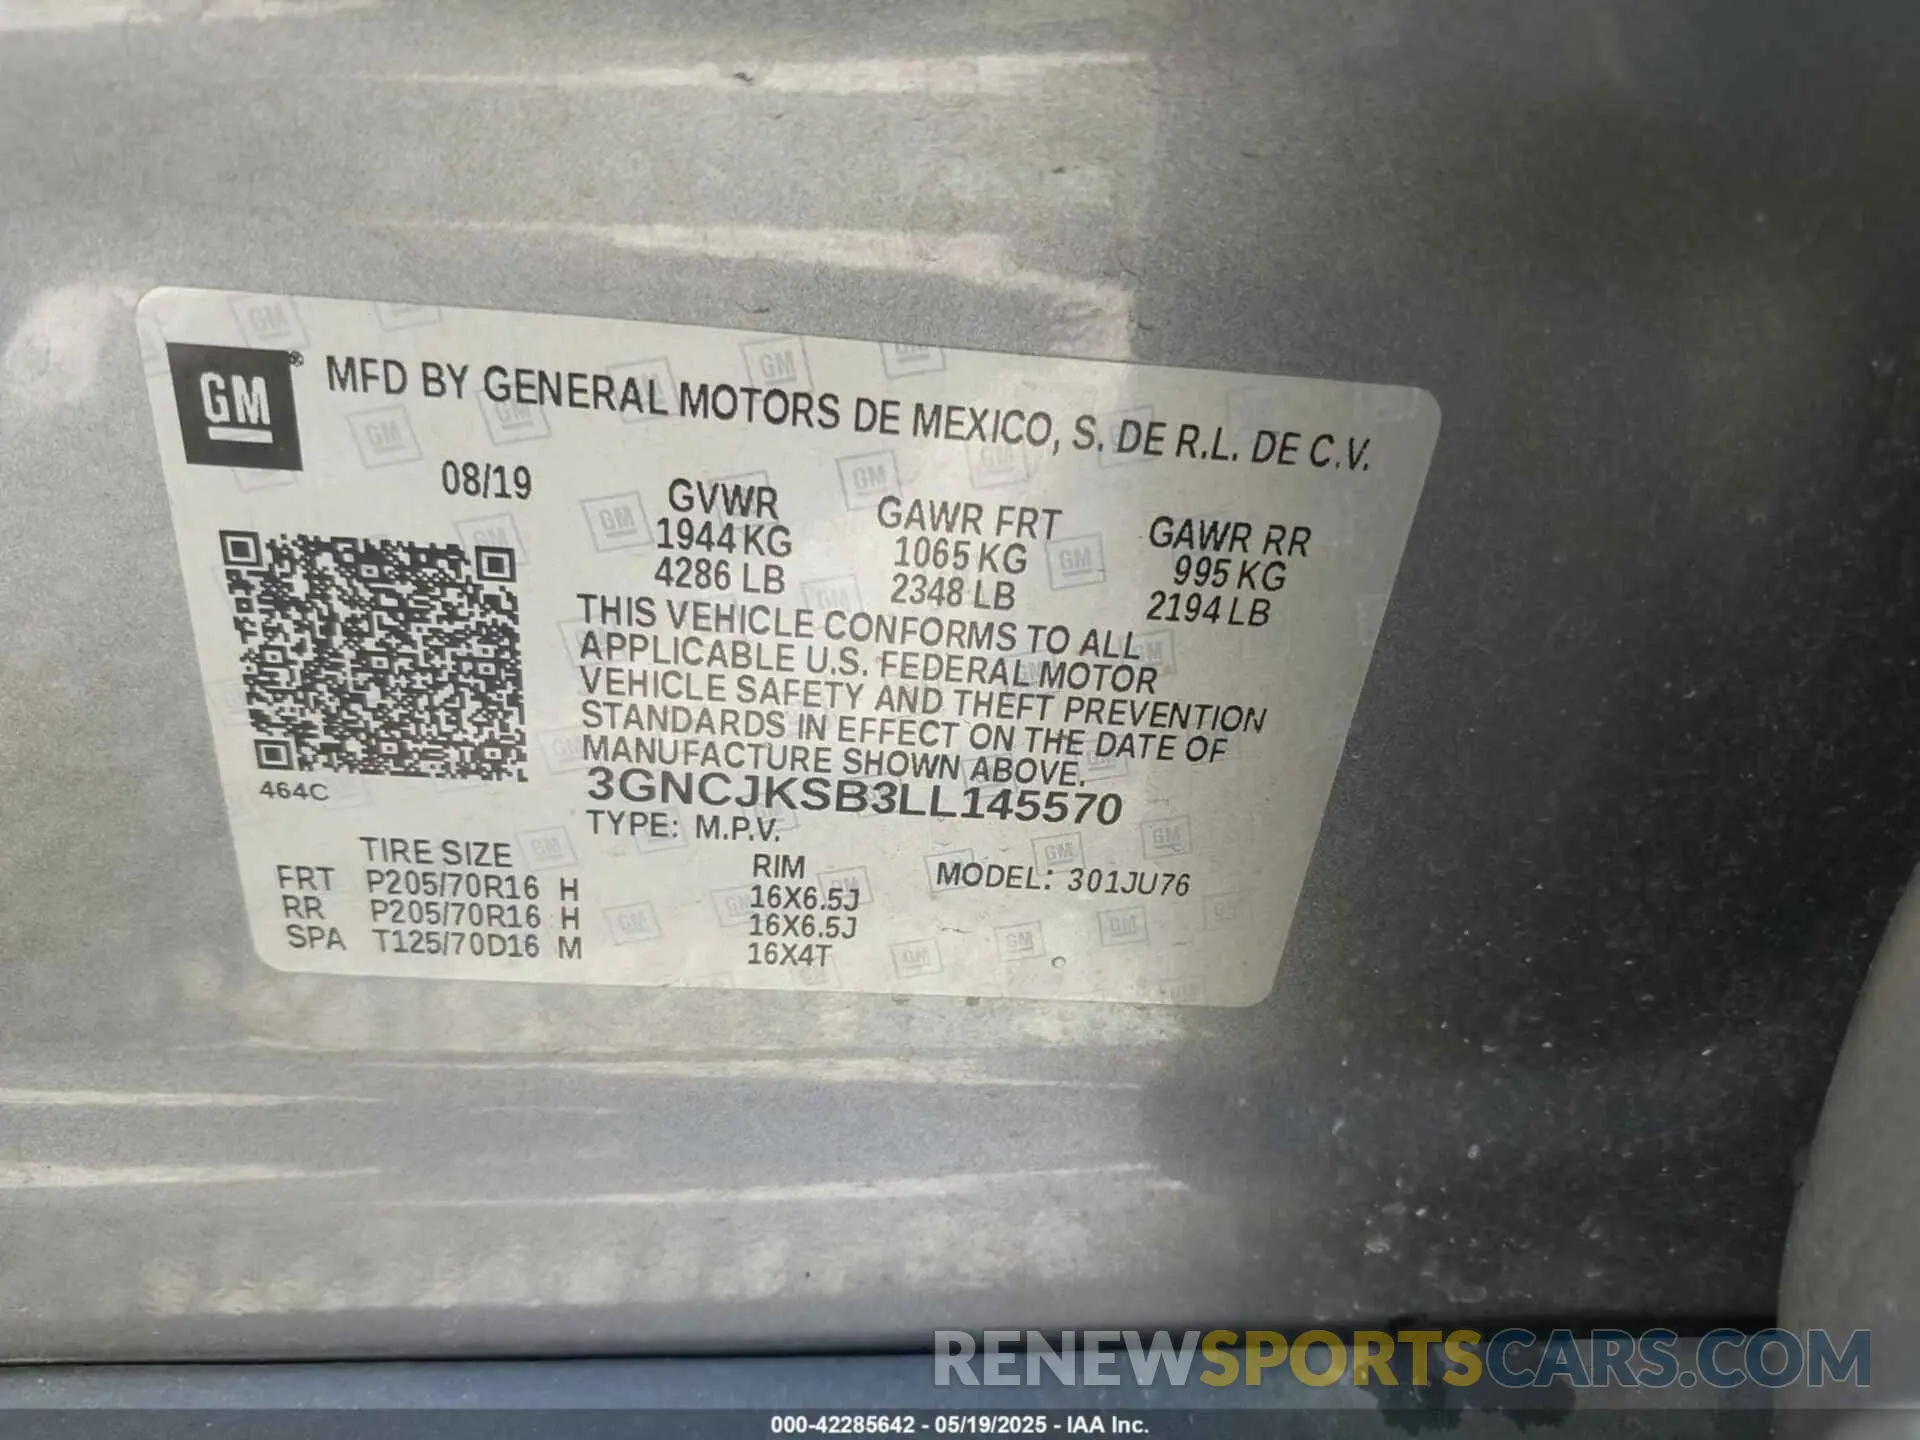 GM ® MFD BY GENERAL MOTORS DE MEXICO, S. DE R.L. DE C.V.
08/19
GVWR GAWR FRT GAWR RR
1944 KG 1065 KG 995 KG
4286 LB 2348 LB 2194 LB
THIS VEHICLE CONFORMS TO ALL
APPLICABLE U.S. FEDERAL MOTOR
VEHICLE SAFETY AND THEFT PREVENTION
STANDARDS IN EFFECT ON THE DATE OF
MANUFACTURE SHOWN ABOVE.
464C
3GNCJKSB3LL145570
TYPE: M.P.V.
TIRE SIZE RIM MODEL: 301JU76
FRT P205/70R16 H 16X6.5J
RR P205/70R16 H 16X6.5J
SPA T125/70D16 M 16X4T
RENEWSPORTSCARS.COM
000-42285642 - 05/19/2025 - IAA Inc.